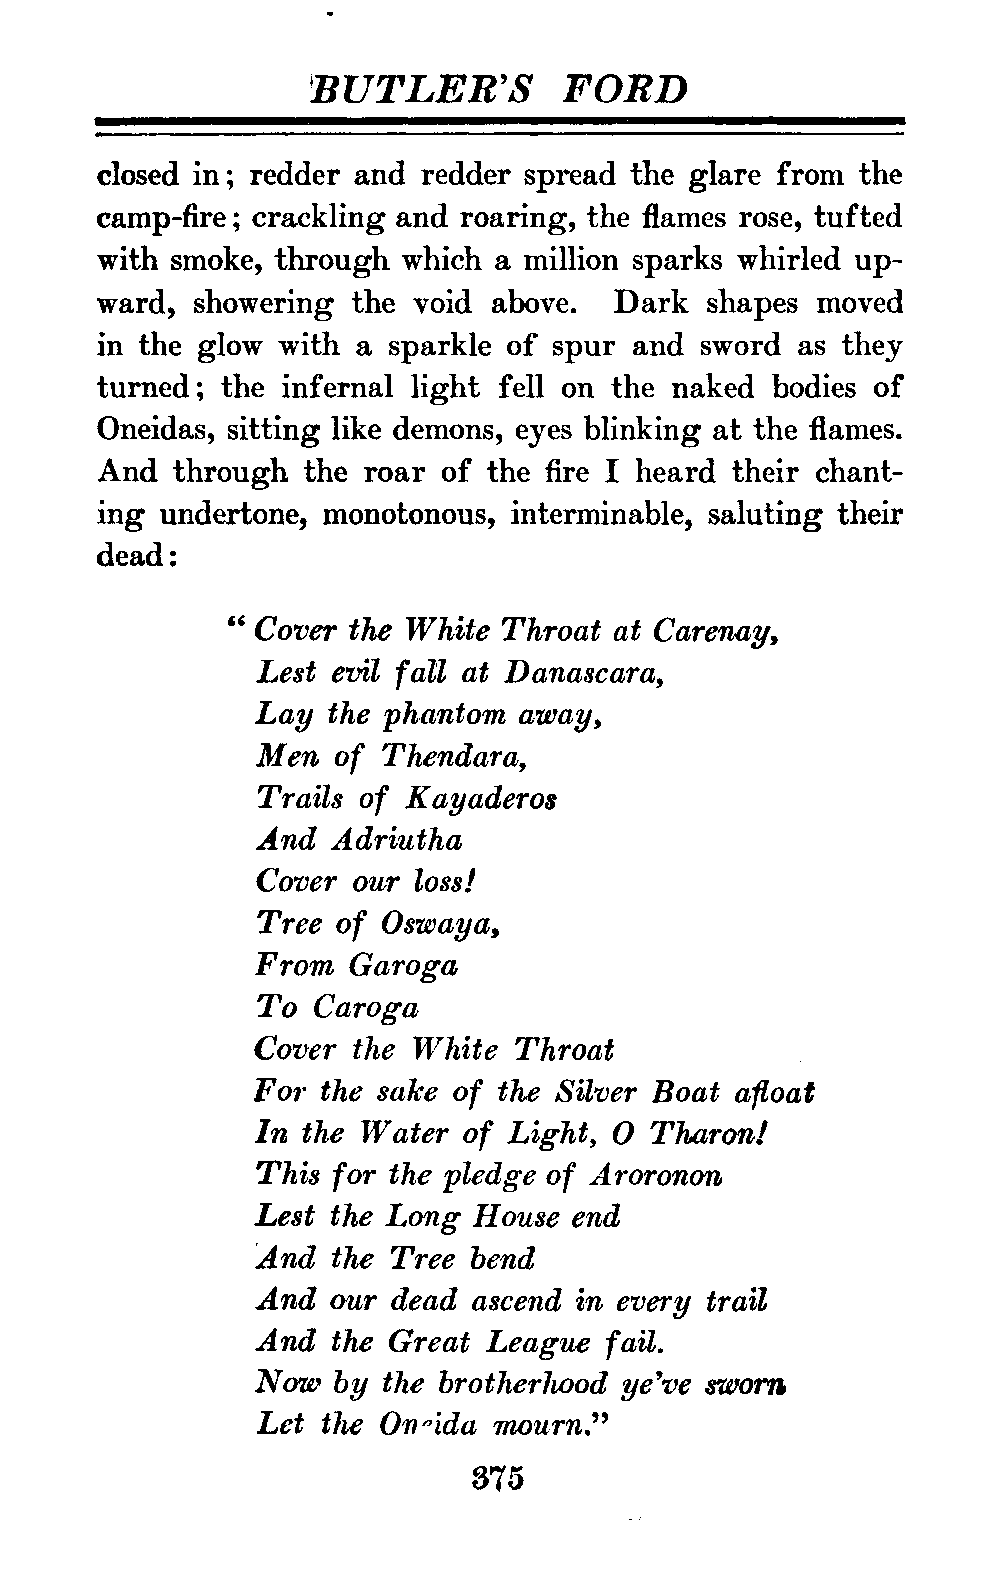 BUTLER'S FORD
closed in; redder and redder spread the glare from the
camp-fire; crackling and roaring, the flames rose, tufted
with smoke, through which a million sparks whirled up-
ward, showering the void above. Dark shapes moved
in the glow with a sparkle of spur and sword as they
turned; the infernal light fell on the naked bodies of
Oneidas, sitting like demons, eyes blinking at the flames.
And through the roar of the fire I heard their chant-
ing undertone, monotonous, interminable, saluting their
dead:
"Cover the White Throat at Carenay,
Lest evil fall at Danascara,
Lay the phantom away,
Men of Thendara,
Trails of Kayaderos
And Adriutha
Cover our loss!
Tree of Oswaya,
From Garoga
To Caroga
Cover the White Throat
For the sake of the Silver Boat afloat
In the Water of Light, O Tharon!
This for the pledge of Aroronon
Lest the Long House end
And the Tree bend
And our dead ascend in every trail
And the Great League fail.
Now by the brotherhood ye've sworn
Let the Oneida mourn."
375